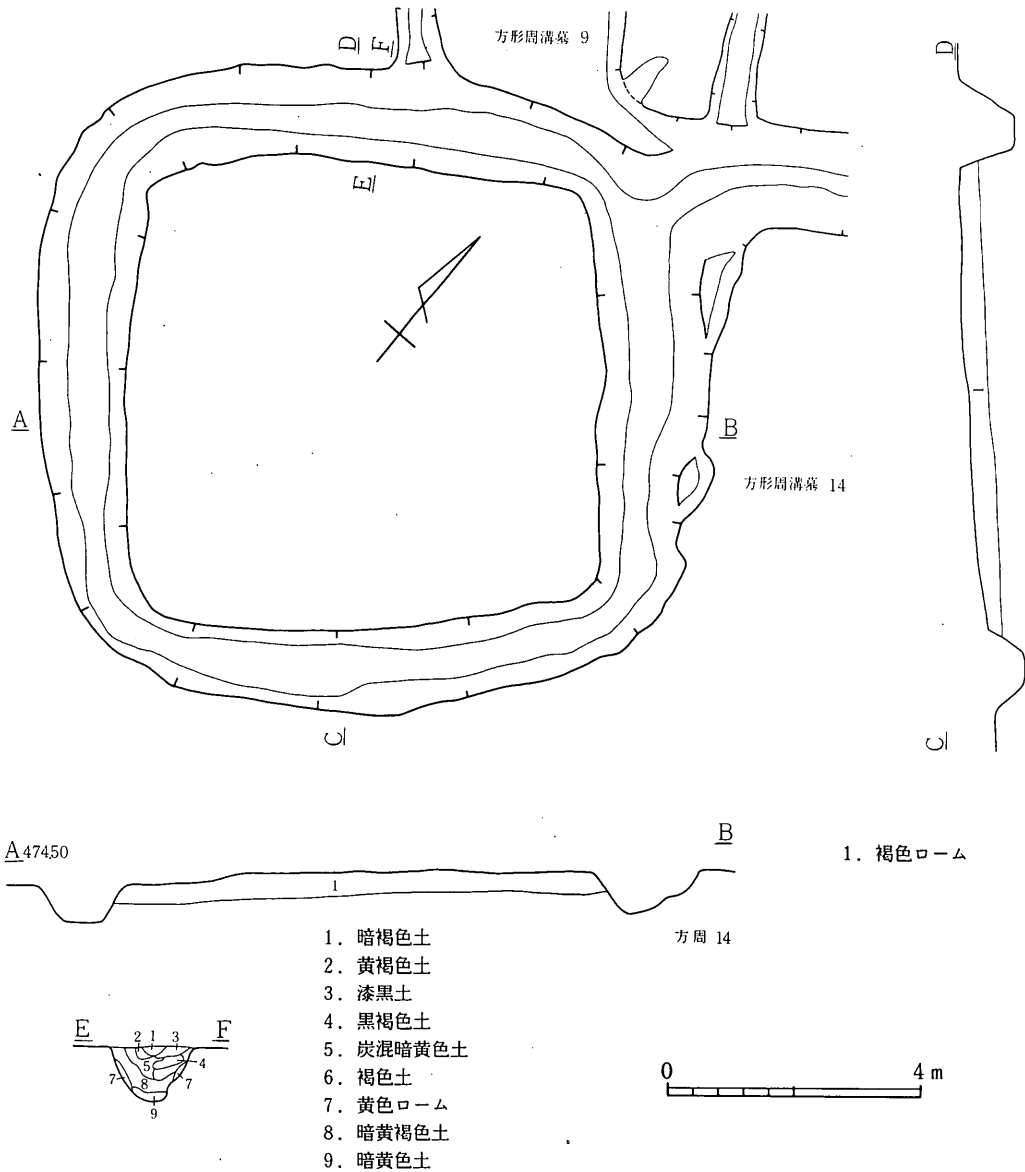 D
F
方形周溝墓 9
D
E
A
B
方形周溝墓 14
1
C
C
A 474.50
B
1. 褐色ローム
1
1. 暗褐色土
方周 14
2. 黄褐色土
3. 漆黒土
4. 黒褐色土
5. 炭混暗黄色土
6. 褐色土
7. 黄色ローム
8. 暗黄褐色土
9. 暗黄色土
E
F
2 1 3
5 4
7 8 7
9
0 4 m